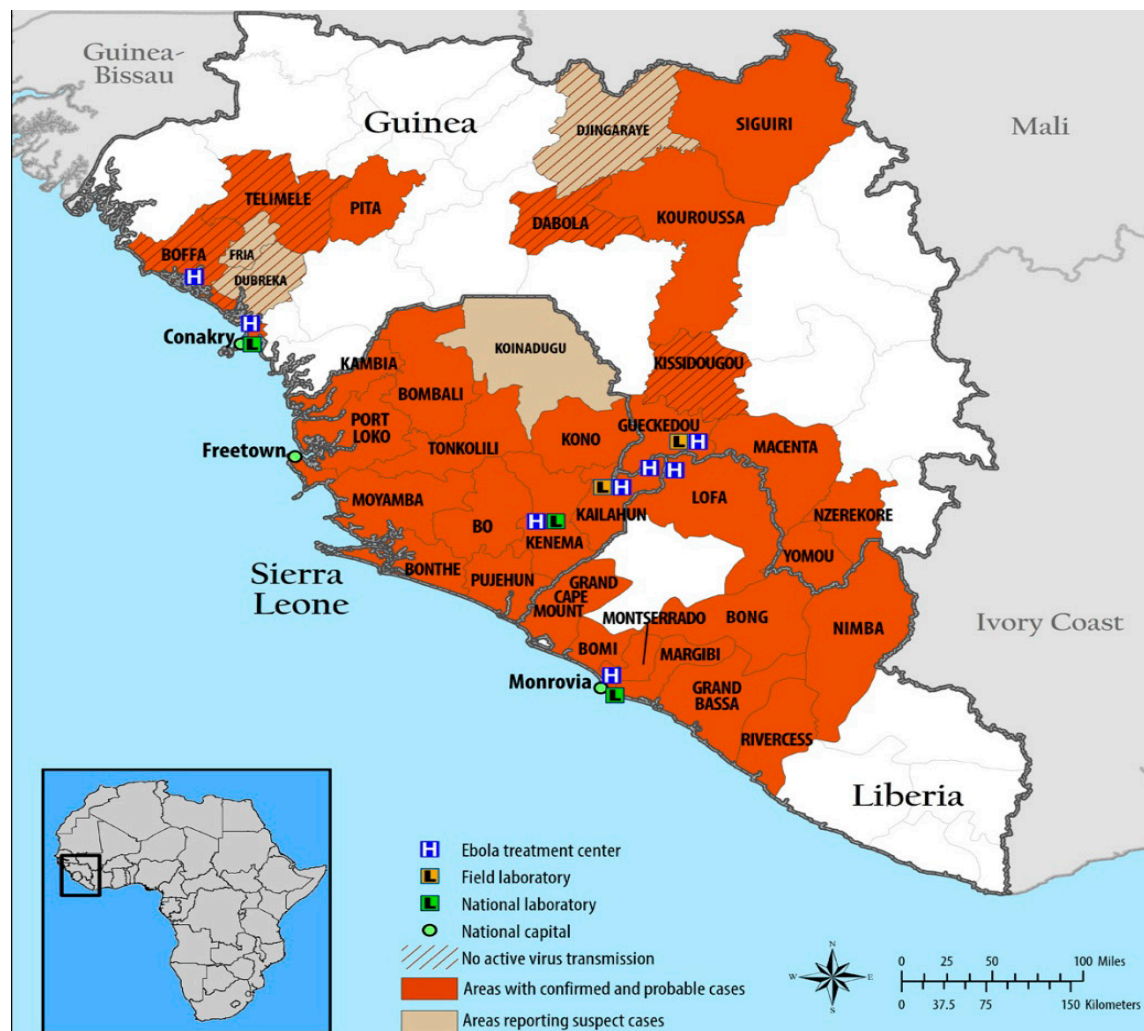 Guinea-
Bissau
Guinea
Mali
DJINGARAYE
SIGUIRI
TELIMELE
PITA
DABOLA
KOUROUSSA
BOFFA
FRIA
DUBREKA
H
H
Conakry
L
KOINADUGU
KISSIDOUGOU
KAMBIA
BOMBALI
PORT
LOKO
GUECKEDOU
KONO
L H
MACENTA
TONKOLILI
Freetown
H H
MOYAMBA
L H
LOFA
KAILAHUN
NZEREKORE
BO
H L
KENEMA
YOMOU
Sierra
Leone
BONTHE
PUJEHUN
GRAND
CAPE
MOUNT
MONTSERRADO
BONG
NIMBA
Ivory Coast
BOMI
MARGIBI
Monrovia
H
L
GRAND
BASSA
RIVERCESS
Liberia
H Ebola treatment center
L Field laboratory
L National laboratory
National capital
No active virus transmission
Areas with confirmed and probable cases
Areas reporting suspect cases
N
W E
S
0 25 50 100 Miles
0 37.5 75 150 Kilometers